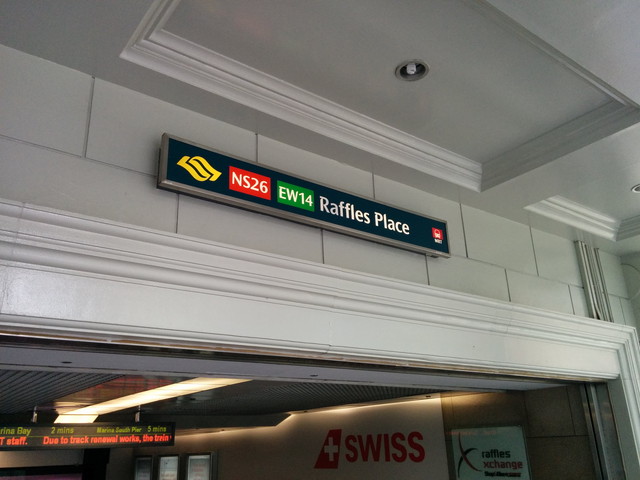 NS26 EW14 Raffles Place
MRT
rina Bay 2 mins Marina South Pier 5 mins
T staff. Due to track renewal works, the train
SWISS
raffles
xchange